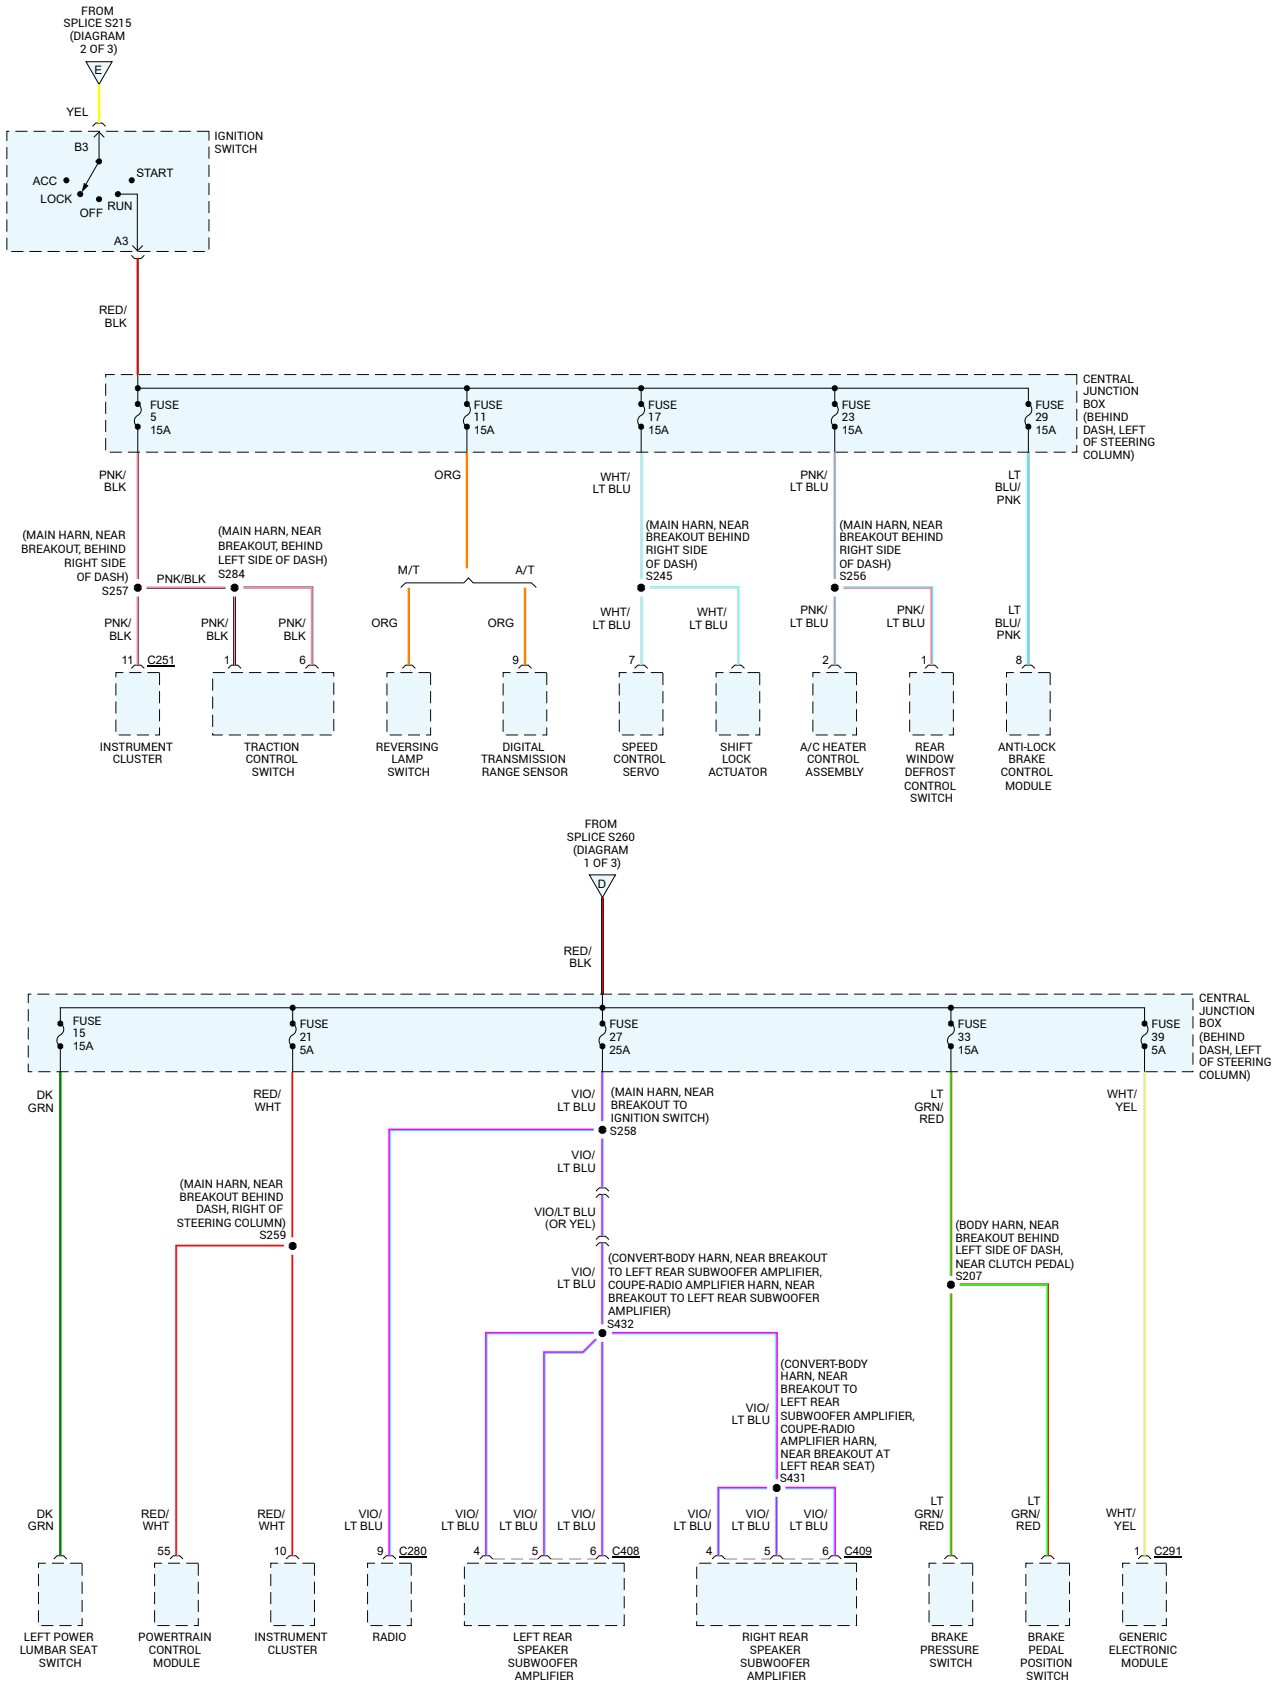 FROM
SPLICE S215
(DIAGRAM
2 OF 3)
E
YEL
IGNITION
SWITCH
B3
ACC
START
LOCK
OFF
RUN
A3
RED/
BLK
CENTRAL
JUNCTION
BOX
(BEHIND
DASH, LEFT
OF STEERING
COLUMN)
FUSE
5
15A
FUSE
11
15A
FUSE
17
15A
FUSE
23
15A
FUSE
29
15A
PNK/
BLK
ORG
WHT/
LT BLU
PNK/
LT BLU
LT
BLU/
PNK
(MAIN HARN, NEAR
BREAKOUT, BEHIND
RIGHT SIDE
OF DASH)
S257
PNK/BLK
(MAIN HARN, NEAR
BREAKOUT, BEHIND
LEFT SIDE OF DASH)
S284
M/T
A/T
(MAIN HARN, NEAR
BREAKOUT BEHIND
RIGHT SIDE
OF DASH)
S245
(MAIN HARN, NEAR
BREAKOUT BEHIND
RIGHT SIDE
OF DASH)
S256
PNK/
BLK
PNK/
BLK
PNK/
BLK
ORG
ORG
WHT/
LT BLU
WHT/
LT BLU
PNK/
LT BLU
PNK/
LT BLU
LT
BLU/
PNK
11
C251
1
6
9
7
2
1
8
INSTRUMENT
CLUSTER
TRACTION
CONTROL
SWITCH
REVERSING
LAMP
SWITCH
DIGITAL
TRANSMISSION
RANGE SENSOR
SPEED
CONTROL
SERVO
SHIFT
LOCK
ACTUATOR
A/C HEATER
CONTROL
ASSEMBLY
REAR
WINDOW
DEFROST
CONTROL
SWITCH
ANTI-LOCK
BRAKE
CONTROL
MODULE
FROM
SPLICE S260
(DIAGRAM
1 OF 3)
D
RED/
BLK
CENTRAL
JUNCTION
BOX
(BEHIND
DASH, LEFT
OF STEERING
COLUMN)
FUSE
15
15A
FUSE
21
5A
FUSE
27
25A
FUSE
33
15A
FUSE
39
5A
DK
GRN
RED/
WHT
VIO/
LT BLU
(MAIN HARN, NEAR
BREAKOUT TO
IGNITION SWITCH)
S258
LT
GRN/
RED
WHT/
YEL
VIO/
LT BLU
VIO/LT BLU
(OR YEL)
(MAIN HARN, NEAR
BREAKOUT BEHIND
DASH, RIGHT OF
STEERING COLUMN)
S259
(BODY HARN, NEAR
BREAKOUT BEHIND
LEFT SIDE OF DASH,
NEAR CLUTCH PEDAL)
S207
VIO/
LT BLU
(CONVERT-BODY HARN, NEAR BREAKOUT
TO LEFT REAR SUBWOOFER AMPLIFIER,
COUPE-RADIO AMPLIFIER HARN, NEAR
BREAKOUT TO LEFT REAR SUBWOOFER
AMPLIFIER)
S432
(CONVERT-BODY
HARN, NEAR
BREAKOUT TO
LEFT REAR
SUBWOOFER AMPLIFIER,
COUPE-RADIO
AMPLIFIER HARN,
NEAR BREAKOUT AT
LEFT REAR SEAT)
S431
VIO/
LT BLU
DK
GRN
RED/
WHT
RED/
WHT
VIO/
LT BLU
VIO/
LT BLU
VIO/
LT BLU
VIO/
LT BLU
VIO/
LT BLU
VIO/
LT BLU
VIO/
LT BLU
LT
GRN/
RED
LT
GRN/
RED
WHT/
YEL
55
10
9
C280
4
5
6
C408
4
5
6
C409
1
C291
LEFT POWER
LUMBAR SEAT
SWITCH
POWERTRAIN
CONTROL
MODULE
INSTRUMENT
CLUSTER
RADIO
LEFT REAR
SPEAKER
SUBWOOFER
AMPLIFIER
RIGHT REAR
SPEAKER
SUBWOOFER
AMPLIFIER
BRAKE
PRESSURE
SWITCH
BRAKE
PEDAL
POSITION
SWITCH
GENERIC
ELECTRONIC
MODULE